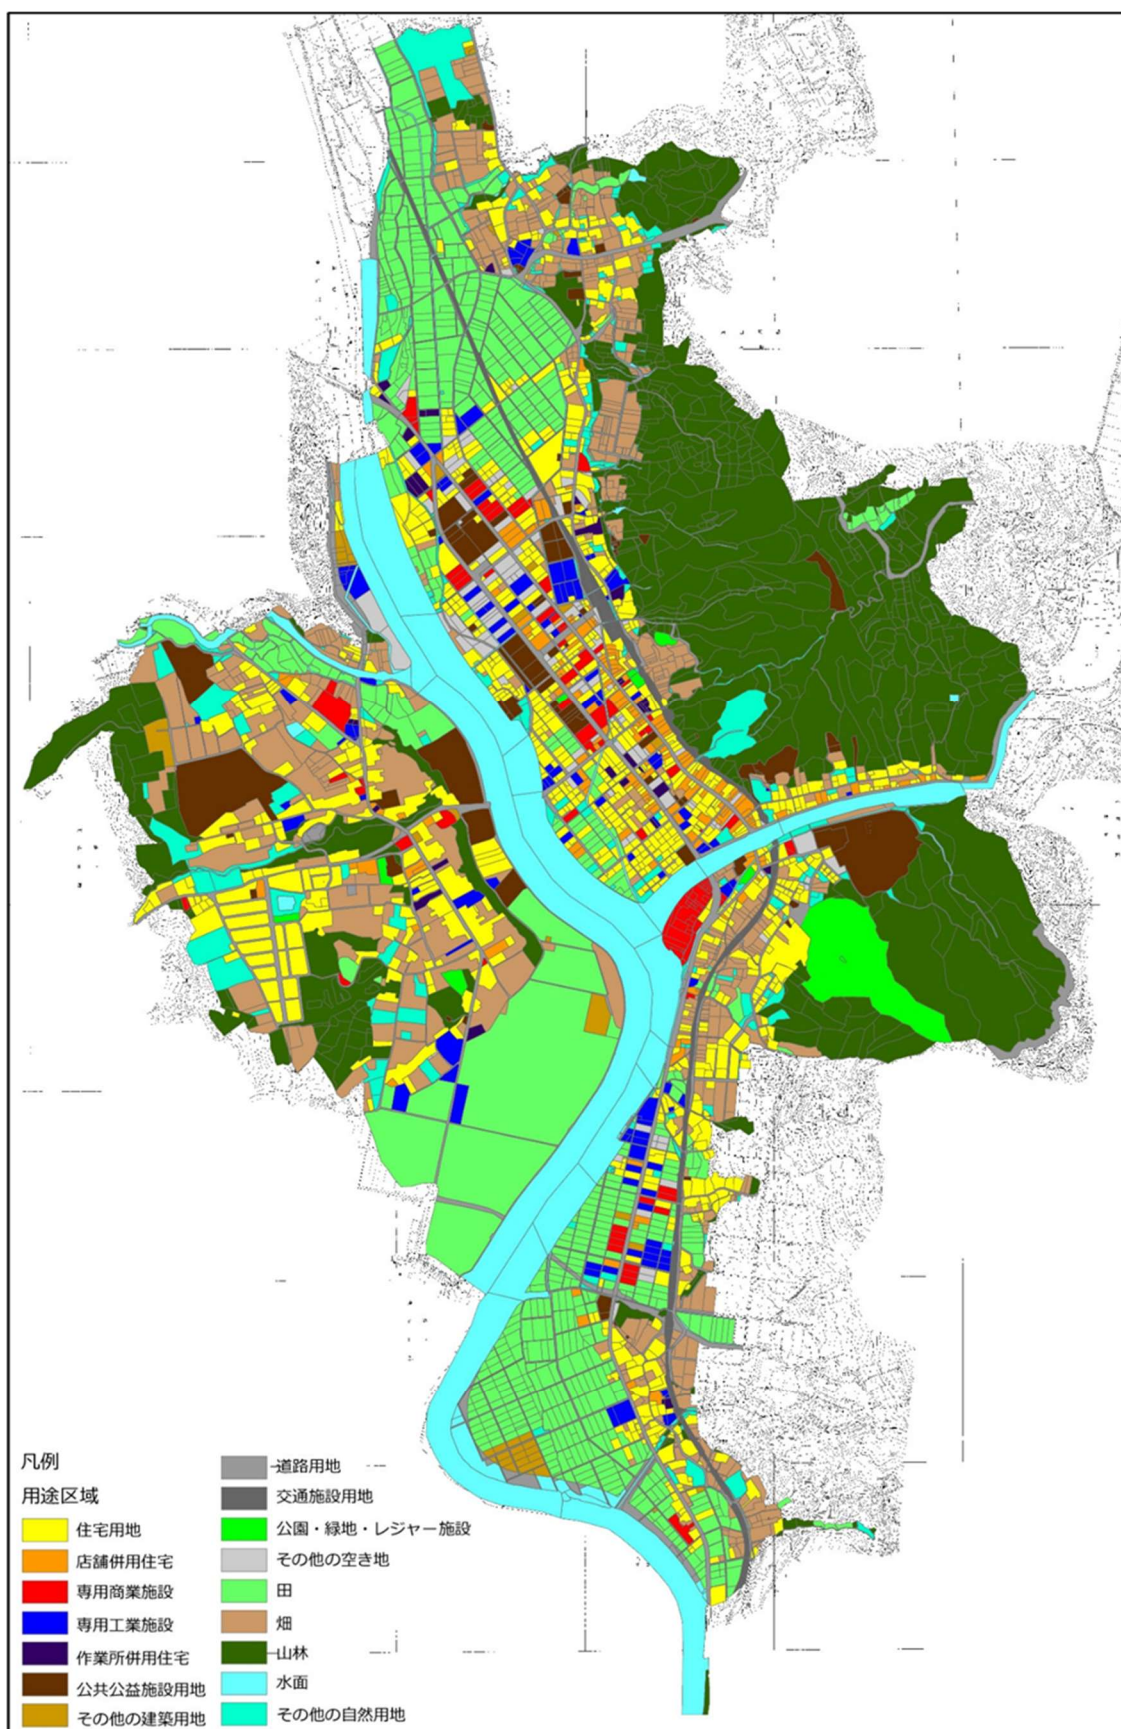 凡例
用途区域
住宅用地
店舗併用住宅
専用商業施設
専用工業施設
作業所併用住宅
公共公益施設用地
その他の建築用地
道路用地
交通施設用地
公園・緑地・レジャー施設
その他の空き地
田
畑
山林
水面
その他の自然用地